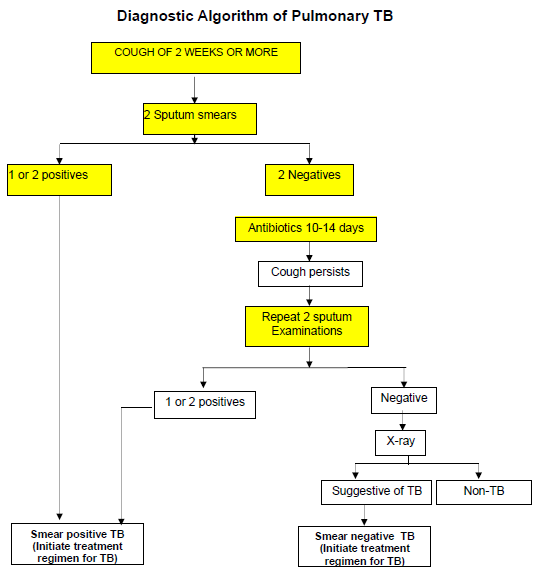 Diagnostic Algorithm of Pulmonary TB
COUGH OF 2 WEEKS OR MORE
2 Sputum smears
1 or 2 positives
2 Negatives
Antibiotics 10-14 days
Cough persists
Repeat 2 sputum
Examinations
1 or 2 positives
Negative
X-ray
Suggestive of TB
Non-TB
Smear positive TB
(Initiate treatment
regimen for TB)
Smear negative TB
(Initiate treatment
regimen for TB)